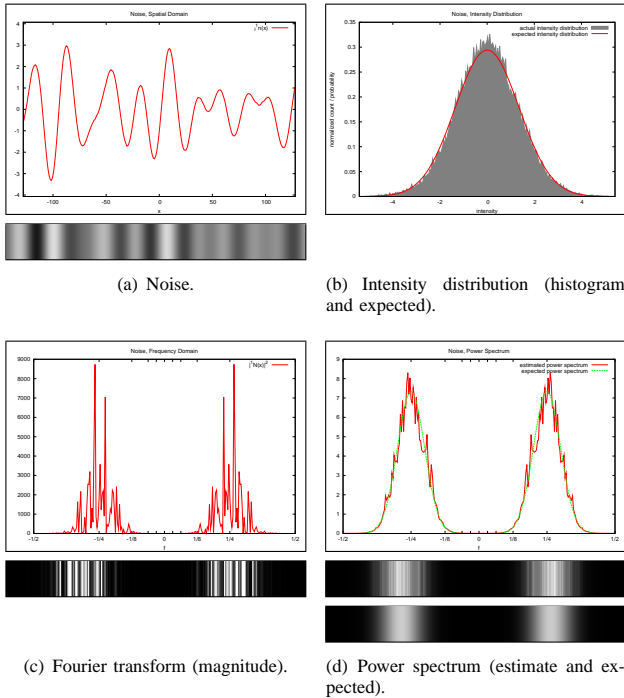 Noise, Spatial Domain
¹n(x)
4
3
2
1
0
-1
-2
-3
-4
-100 -50 0 50 100
x
(a) Noise.
Noise, Intensity Distribution
actual intensity distribution
expected intensity distribution
normalized count / probability
0.35
0.3
0.25
0.2
0.15
0.1
0.05
0
-4 -2 0 2 4
intensity
(b) Intensity distribution (histogram
and expected).
Noise, Frequency Domain
|¹N(x)|²
9000
8000
7000
6000
5000
4000
3000
2000
1000
0
-1/2 -1/4 -1/8 0 1/8 1/4 1/2
f
(c) Fourier transform (magnitude).
Noise, Power Spectrum
estimated power spectrum
expected power spectrum
9
8
7
6
5
4
3
2
1
0
-1/2 -1/4 -1/8 0 1/8 1/4 1/2
f
(d) Power spectrum (estimate and ex-
pected).